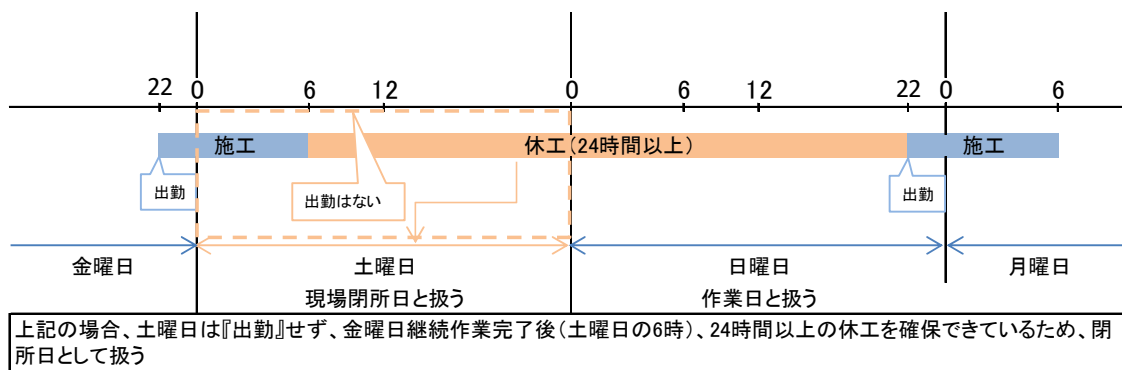 22 0 6 12 0 6 12 22 0 6
施工 休工(24時間以上) 施工
出勤 出勤はない 出勤
金曜日 土曜日 日曜日 月曜日
現場閉所日と扱う 作業日と扱う
上記の場合、土曜日は『出勤』せず、金曜日継続作業完了後(土曜日の6時)、24時間以上の休工を確保できているため、閉
所日として扱う